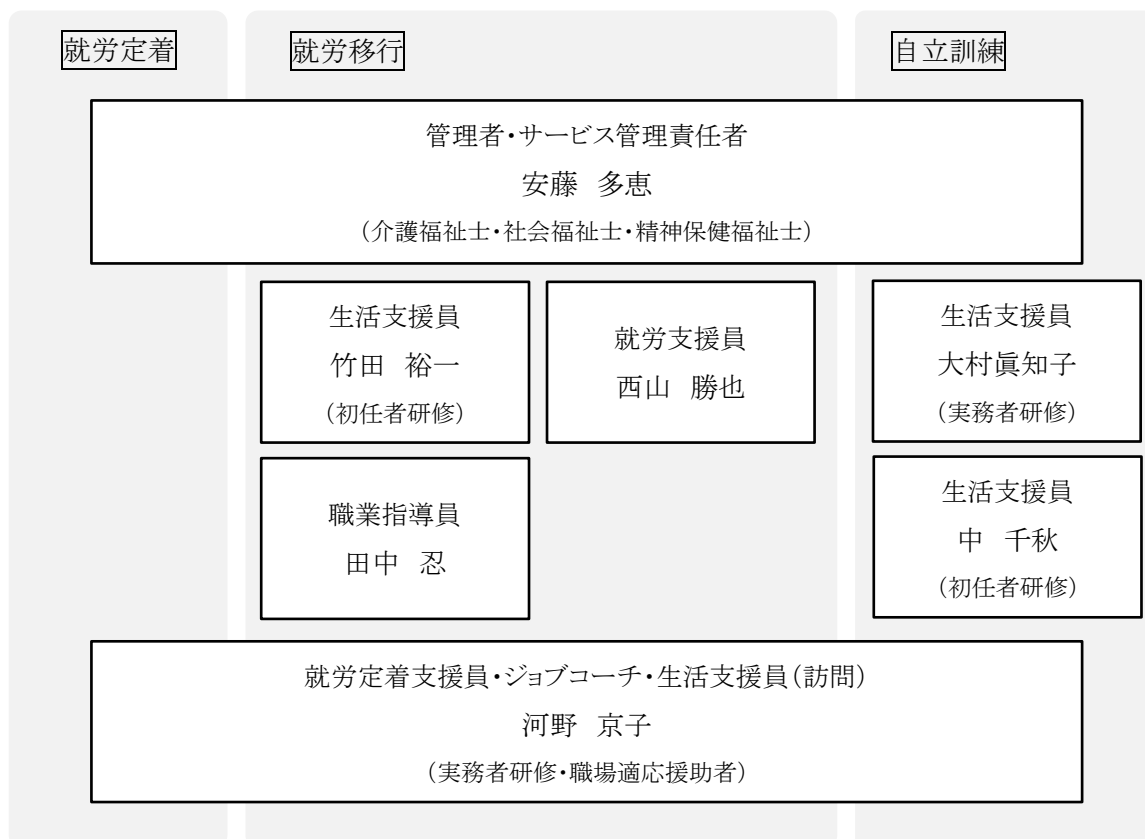 就労定着
就労移行
自立訓練
管理者・サービス管理責任者
安藤 多恵
（介護福祉士・社会福祉士・精神保健福祉士）
生活支援員
竹田 裕一
（初任者研修）
就労支援員
西山 勝也
生活支援員
大村眞知子
（実務者研修）
職業指導員
田中 忍
生活支援員
中 千秋
（初任者研修）
就労定着支援員・ジョブコーチ・生活支援員（訪問）
河野 京子
（実務者研修・職場適応援助者）